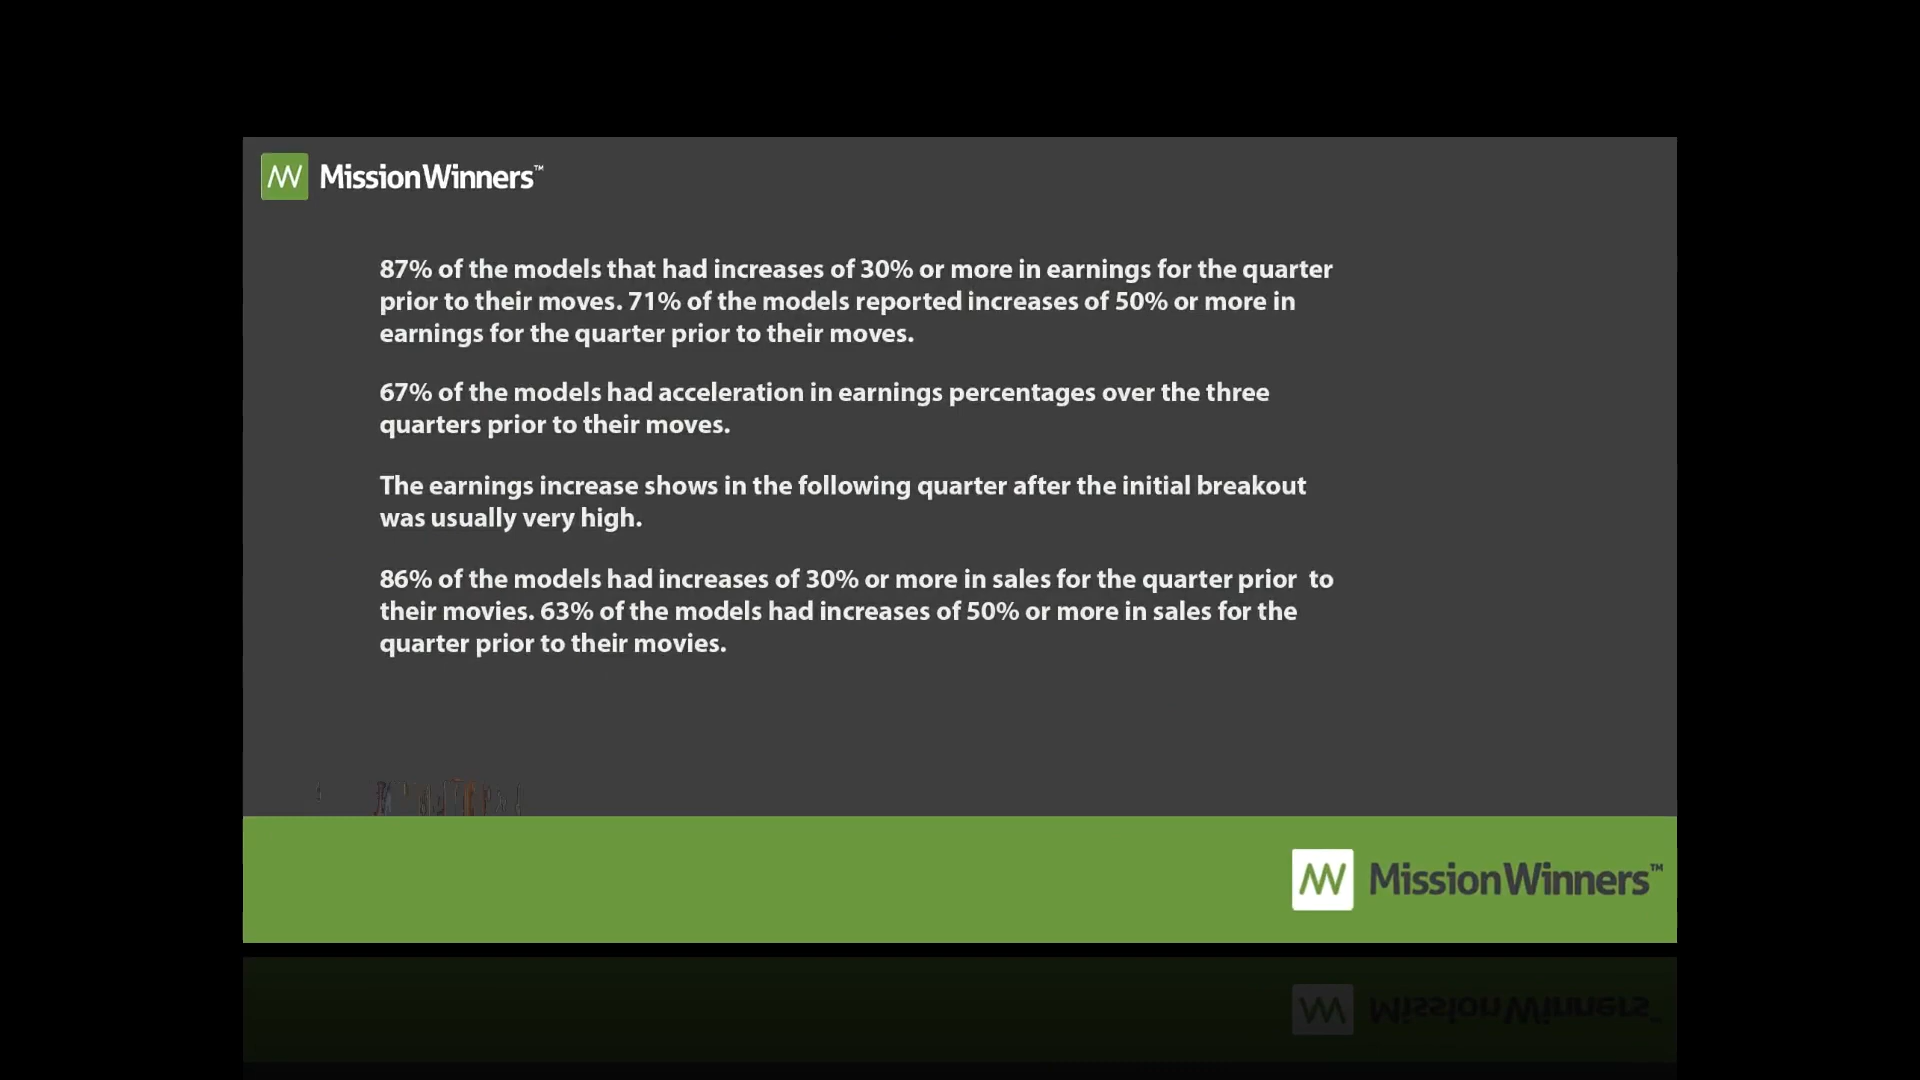 MissionWinners™
87% of the models that had increases of 30% or more in earnings for the quarter
prior to their moves. 71% of the models reported increases of 50% or more in
earnings for the quarter prior to their moves.
67% of the models had acceleration in earnings percentages over the three
quarters prior to their moves.
The earnings increase shows in the following quarter after the initial breakout
was usually very high.
86% of the models had increases of 30% or more in sales for the quarter prior  to
their movies. 63% of the models had increases of 50% or more in sales for the
quarter prior to their movies.
MissionWinners™